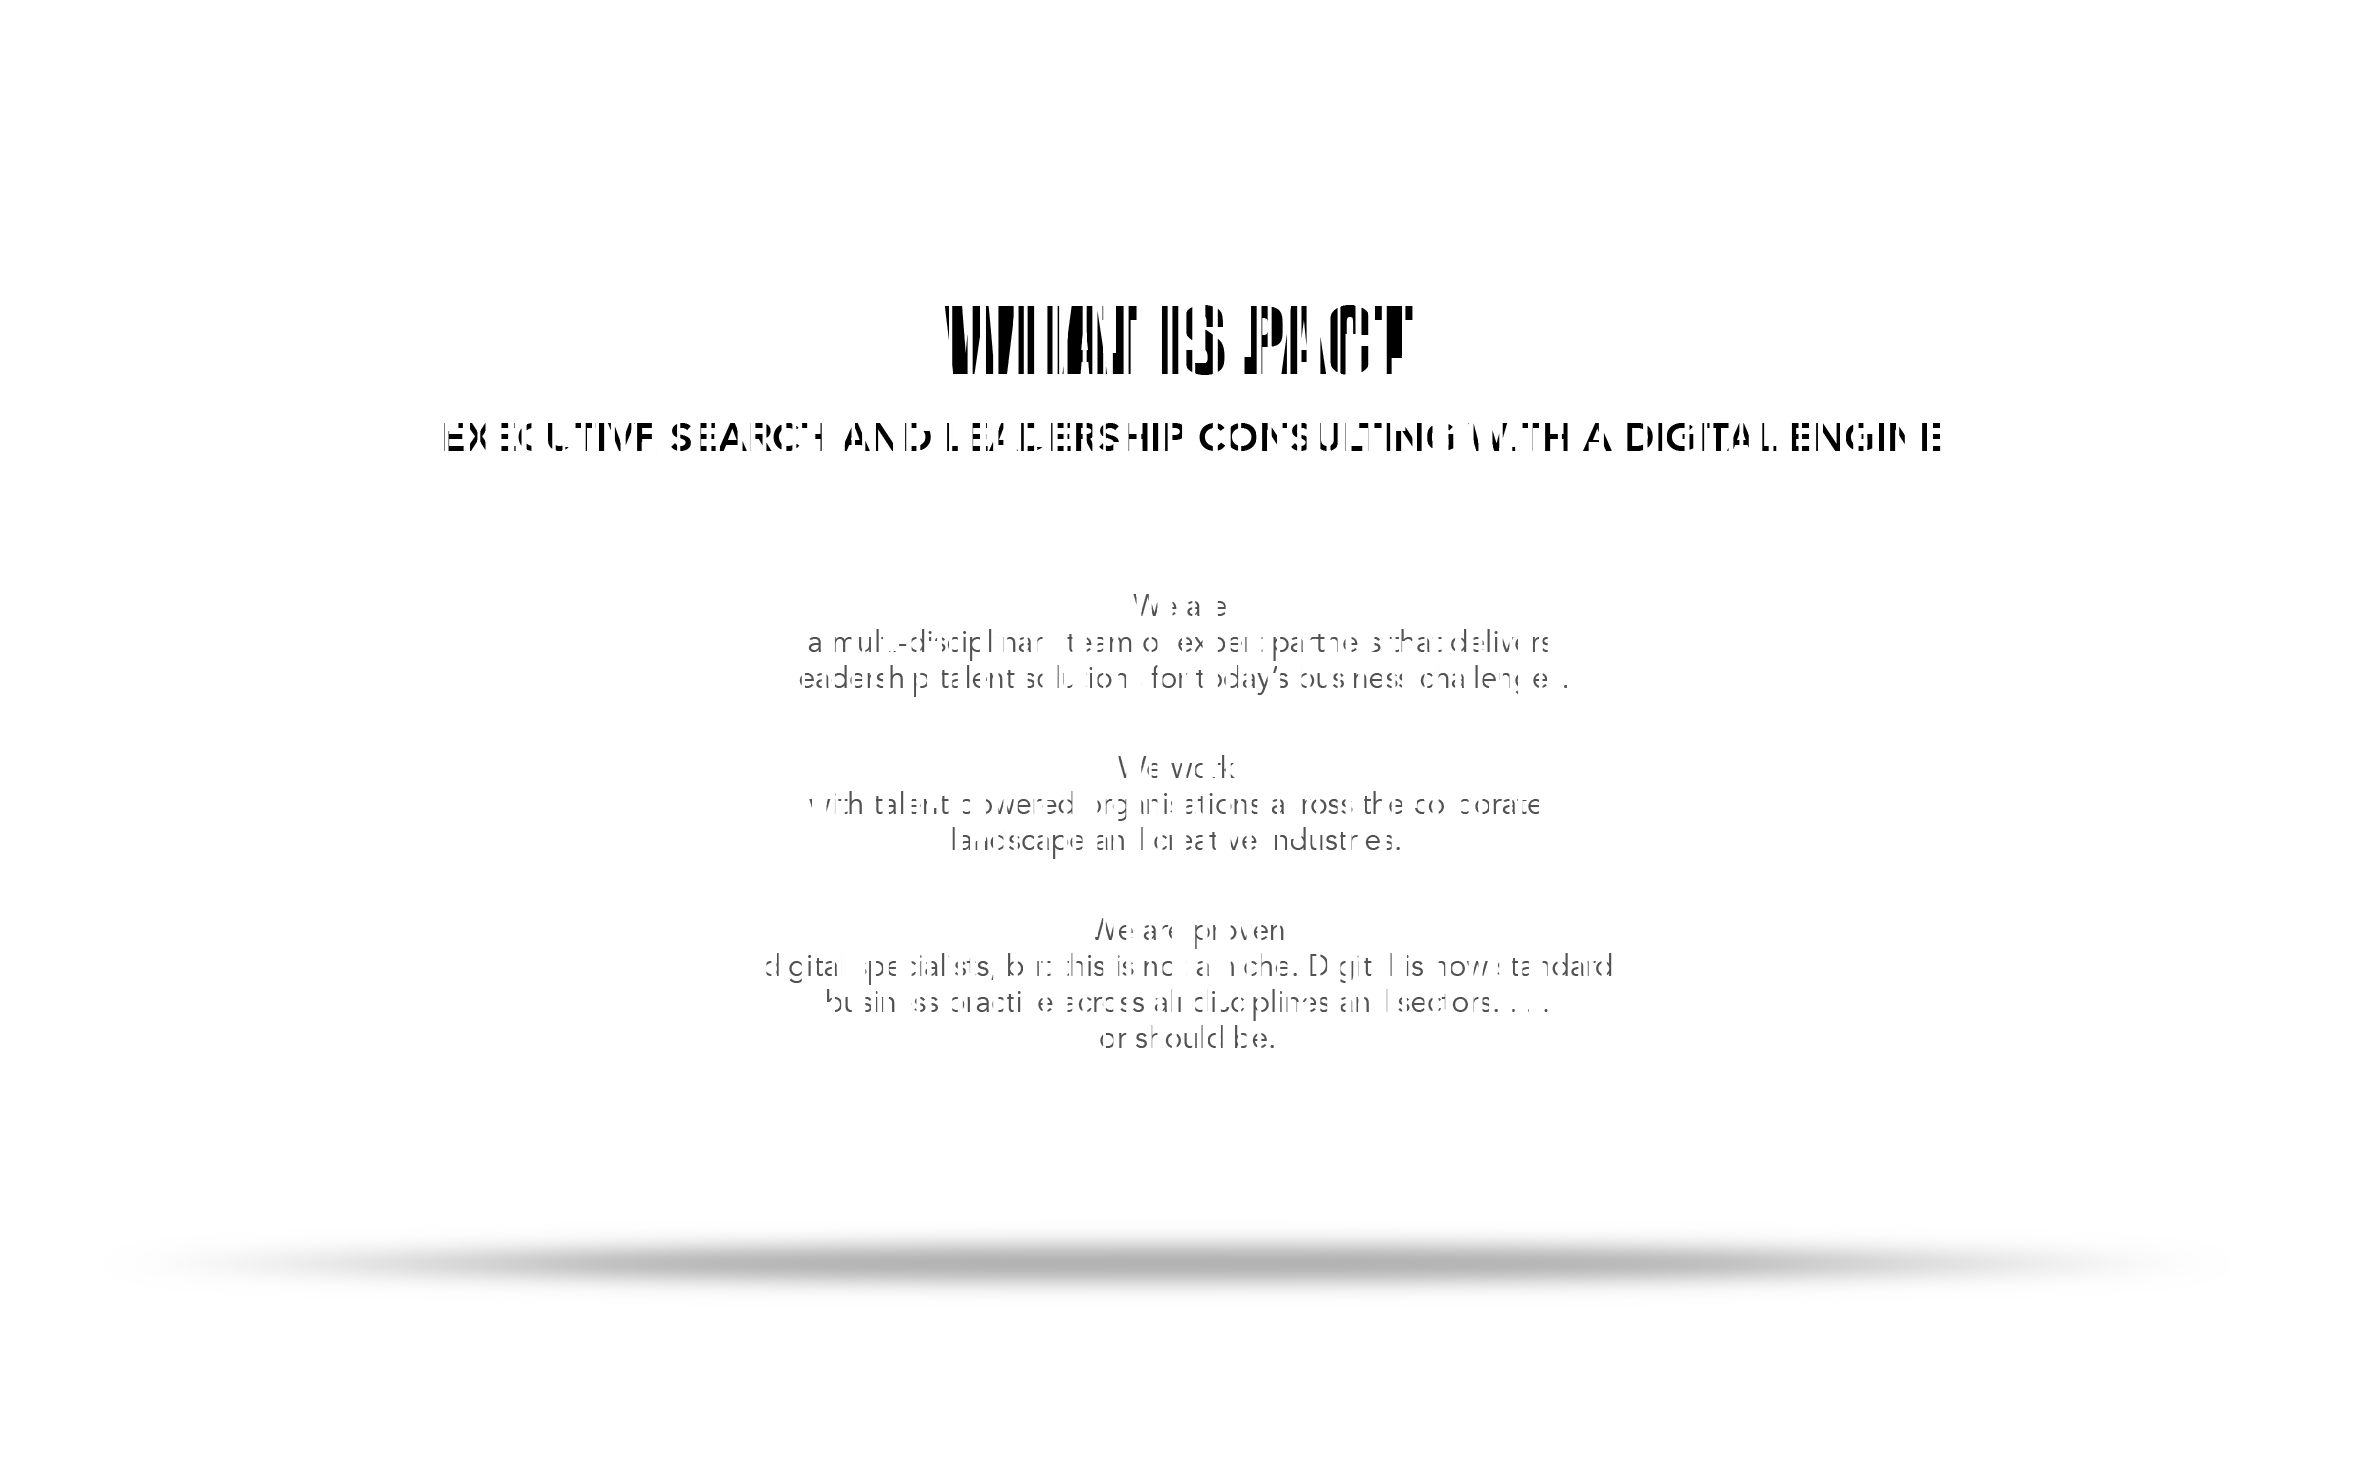 WHAT IS PACT
EXECUTIVE SEARCH AND LEADERSHIP CONSULTING WITH A DIGITAL ENGINE
We are
a multi-disciplinary team of expert partners that delivers
leadership talent solutions for today's business challenges.
We work
with talent powered organisations across the corporate
landscape and creative industries.
We are proven
digital specialists, but this is not a niche. Digital is now standard
business practice across all disciplines and sectors. . . .
or should be.